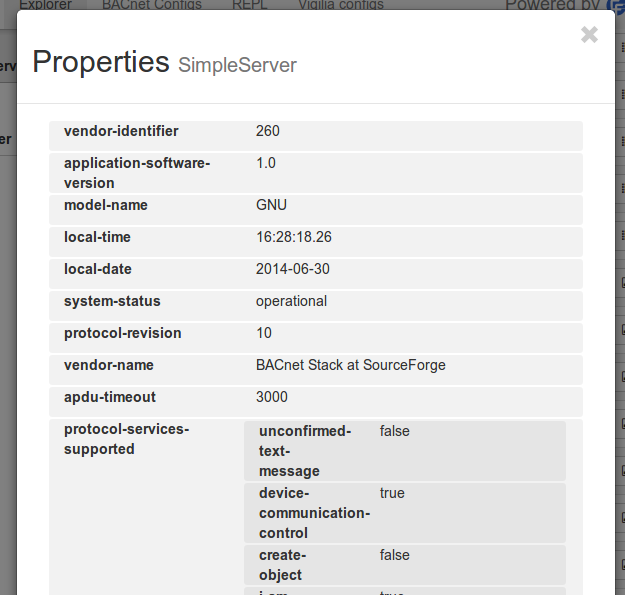 Explorer BACnet Configs REPL Vigilia configs Powered by
Properties SimpleServer
erv
er
vendor-identifier 260
application-software-
version 1.0
model-name GNU
local-time 16:28:18.26
local-date 2014-06-30
system-status operational
protocol-revision 10
vendor-name BACnet Stack at SourceForge
apdu-timeout 3000
protocol-services-
supported
unconfirmed-
text-
message false
device-
communication-
control true
create-
object false
i-am true